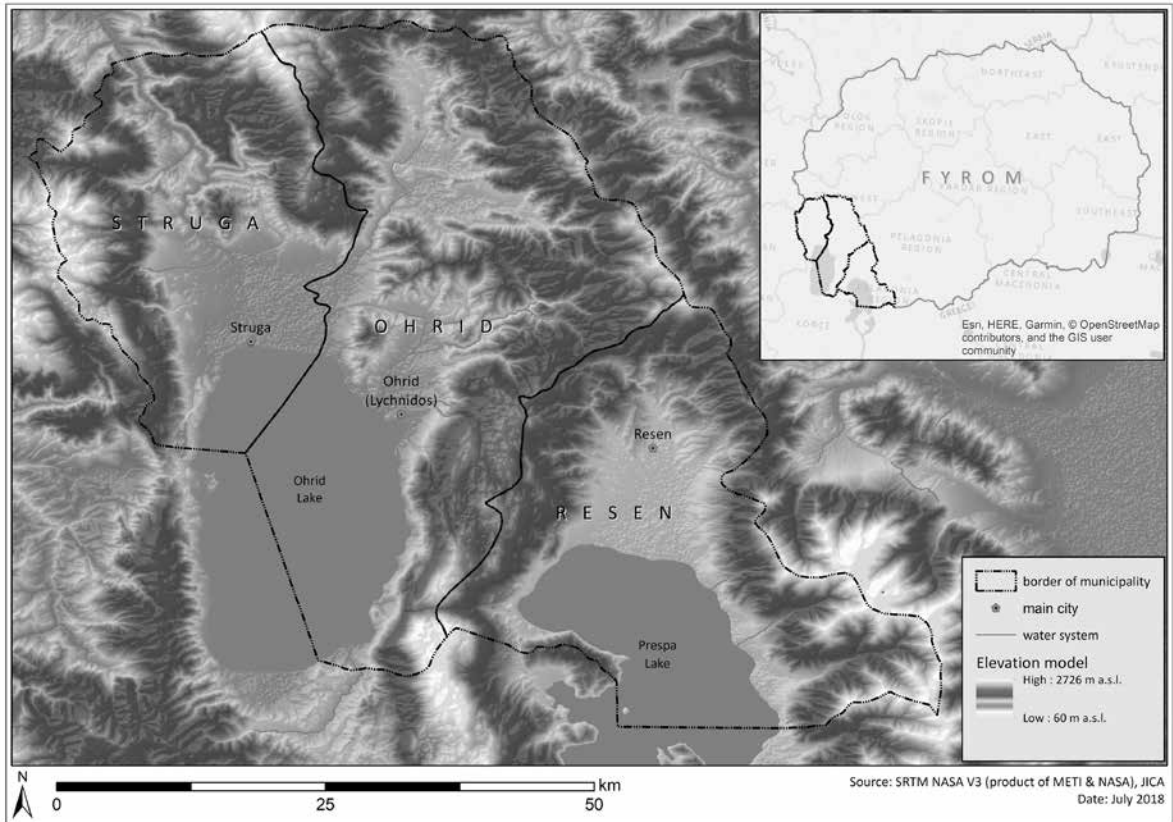 STRUGA
Struga
OHRID
Ohrid
(Lychnidos)
Ohrid
Lake
Resen
RESEN
Prespa
Lake
SERBIA
KYUSTENDIL
NORTHEAST
SKOPJE
REGION
EAST
EAST
FYROM
VARDAR REGION
SOUTHEAST
PELAGONIA
REGION
CENTRAL
MACEDONIA
GREECE
Esri, HERE, Garmin, © OpenStreetMap
contributors, and the GIS user
community
border of municipality
main city
water system
Elevation model
High : 2726 m a.s.l.
Low : 60 m a.s.l.
N
0
25
50
km
Source: SRTM NASA V3 (product of METI & NASA), JICA
Date: July 2018